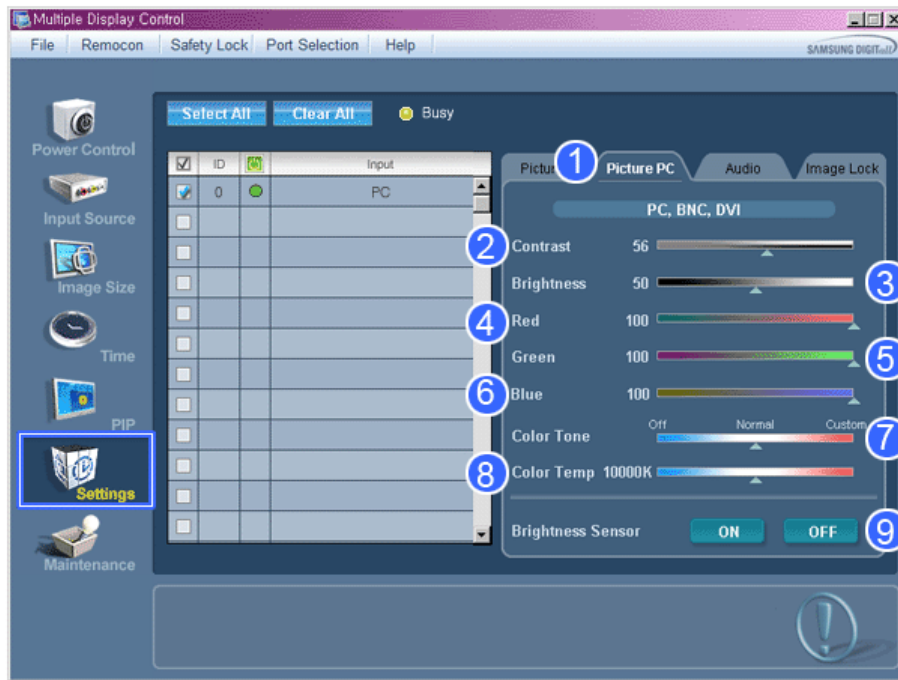 Multiple Display Control
File Remocon Safety Lock Port Selection Help
SAMSUNG DIGITall
Select All Clear All Busy
Power Control
Input Source
Image Size
Time
PIP
Settings
Maintenance
ID Input
0 PC
1 Picture PC Audio Image Lock
PC, BNC, DVI
2 Contrast 56
Brightness 50 3
4 Red 100
Green 100 5
6 Blue 100
Off Normal Custom
Color Tone 7
8 Color Temp 10000K
Brightness Sensor ON OFF 9